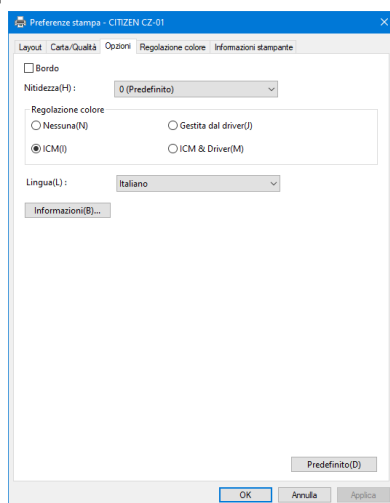 Preferenze stampa - CITIZEN CZ-01
Layout Carta/Qualità Opzioni Regolazione colore Informazioni stampante
Bordo
Nitidezza(H) : 0 (Predefinito)
Regolazione colore
Nessuna(N) Gestita dal driver(J)
ICM(I) ICM & Driver(M)
Lingua(L) : Italiano
Informazioni(B)...
Predefinito(D)
OK Annulla Applica